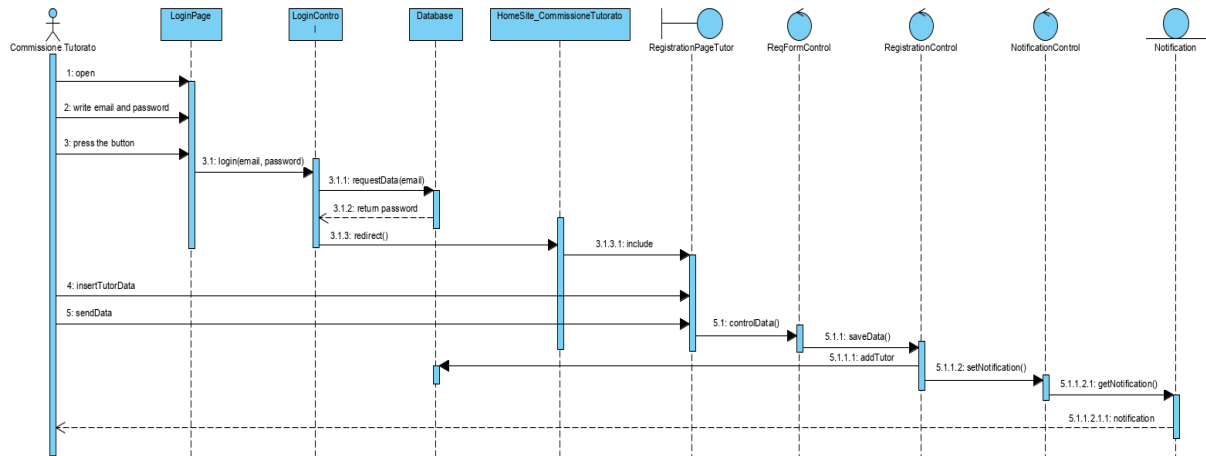 LoginPage
LoginContro
l
Database
HomeSite_CommissioneTutorato
Commissione Tutorato
RegistrationPageTutor
ReqFormControl
RegistrationControl
NotificationControl
Notification
1: open
2: write email and password
3: press the button
3.1: login(email, password)
3.1.1: requestData(email)
3.1.2: return password
3.1.3: redirect()
3.1.3.1: include
4: insertTutorData
5: sendData
5.1: controlData()
5.1.1: saveData()
5.1.1.1: addTutor
5.1.1.2: setNotification()
5.1.1.2.1: getNotification()
5.1.1.2.1.1: notification